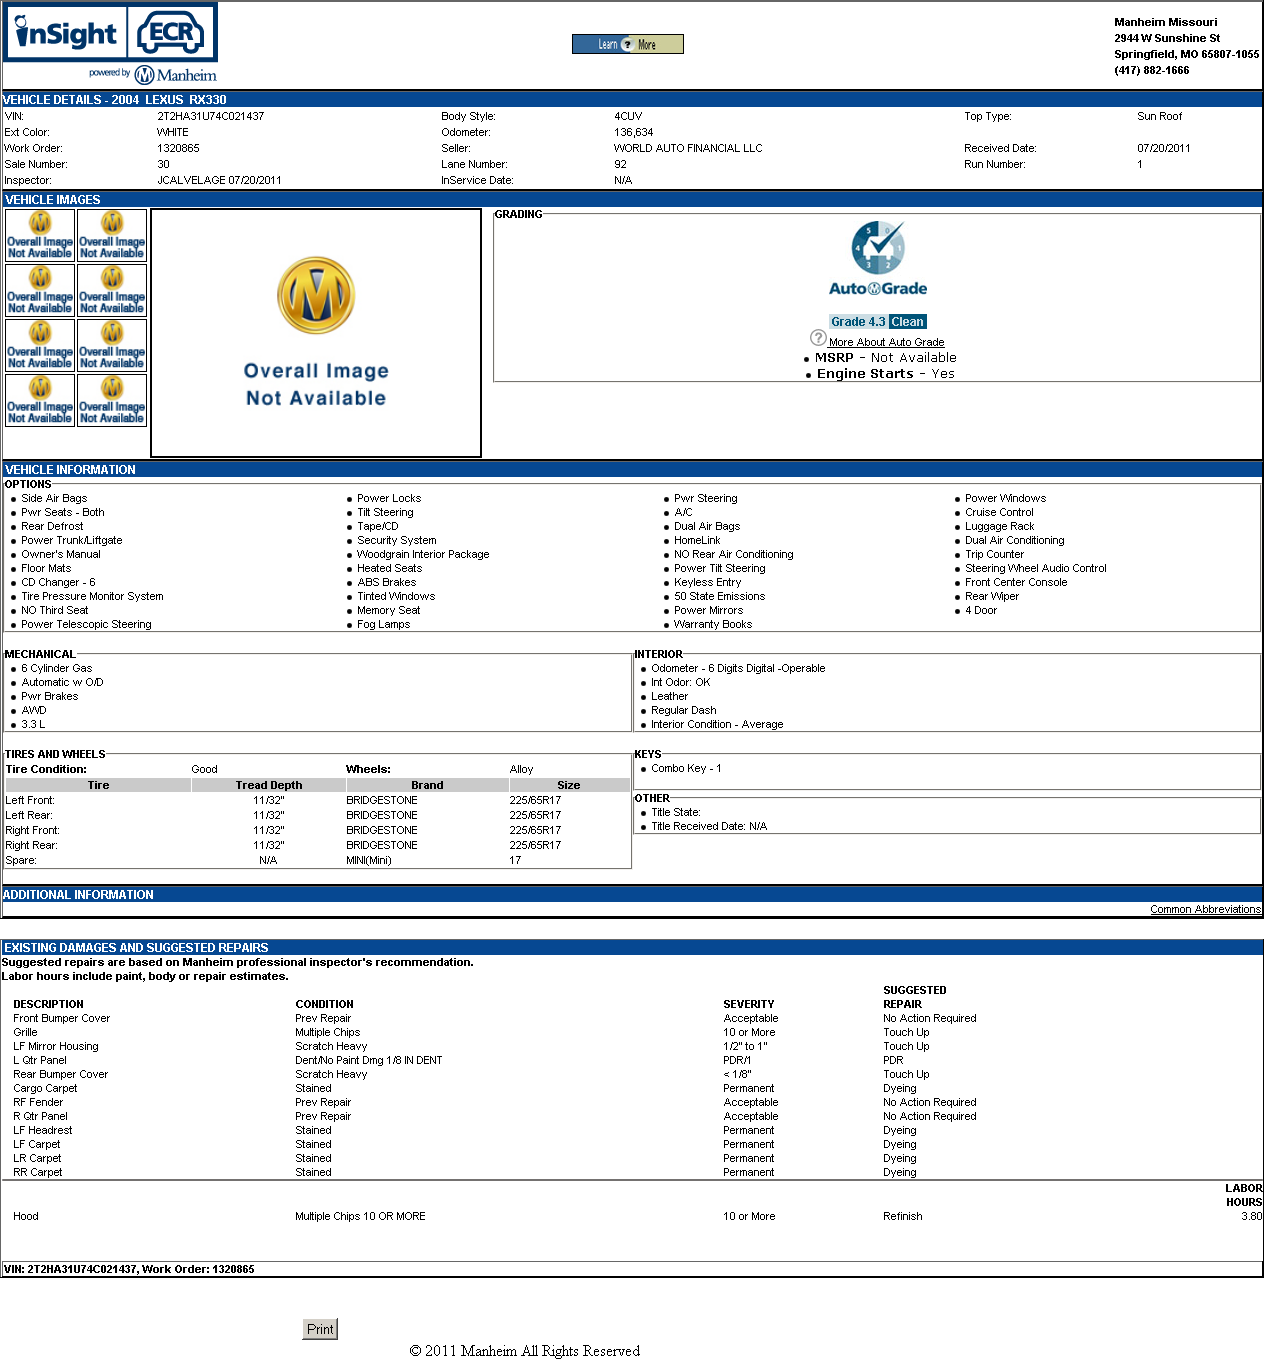 inSight ECR
powered by Manheim
Learn ? More
Manheim Missouri
2944 W Sunshine St
Springfield, MO 65807-1055
(417) 882-1666
VEHICLE DETAILS - 2004 LEXUS RX330
VIN: 2T2HA31U74C021437 Body Style: 4CUV Top Type: Sun Roof
Ext Color: WHITE Odometer: 136,634
Work Order: 1320865 Seller: WORLD AUTO FINANCIAL LLC Received Date: 07/20/2011
Sale Number: 30 Lane Number: 92 Run Number: 1
Inspector: JCALVELAGE 07/20/2011 InService Date: N/A
VEHICLE IMAGES
Overall Image Not Available Overall Image Not Available
Overall Image Not Available Overall Image Not Available
Overall Image Not Available Overall Image Not Available
Overall Image Not Available Overall Image Not Available
Overall Image
Not Available
GRADING
5 0 4 1 3 2
AutoGrade
Grade 4.3 Clean
? More About Auto Grade
• MSRP - Not Available
• Engine Starts - Yes
VEHICLE INFORMATION
OPTIONS
• Side Air Bags • Power Locks • Pwr Steering • Power Windows
• Pwr Seats - Both • Tilt Steering • A/C • Cruise Control
• Rear Defrost • Tape/CD • Dual Air Bags • Luggage Rack
• Power Trunk/Liftgate • Security System • HomeLink • Dual Air Conditioning
• Owner's Manual • Woodgrain Interior Package • NO Rear Air Conditioning • Trip Counter
• Floor Mats • Heated Seats • Power Tilt Steering • Steering Wheel Audio Control
• CD Changer - 6 • ABS Brakes • Keyless Entry • Front Center Console
• Tire Pressure Monitor System • Tinted Windows • 50 State Emissions • Rear Wiper
• NO Third Seat • Memory Seat • Power Mirrors • 4 Door
• Power Telescopic Steering • Fog Lamps • Warranty Books
MECHANICAL
• 6 Cylinder Gas
• Automatic w O/D
• Pwr Brakes
• AWD
• 3.3 L
INTERIOR
• Odometer - 6 Digits Digital -Operable
• Int Odor: OK
• Leather
• Regular Dash
• Interior Condition - Average
TIRES AND WHEELS
Tire Condition: Good Wheels: Alloy
Tire Tread Depth Brand Size
Left Front: 11/32" BRIDGESTONE 225/65R17
Left Rear: 11/32" BRIDGESTONE 225/65R17
Right Front: 11/32" BRIDGESTONE 225/65R17
Right Rear: 11/32" BRIDGESTONE 225/65R17
Spare: N/A MINI(Mini) 17
KEYS
• Combo Key - 1
OTHER
• Title State:
• Title Received Date: N/A
ADDITIONAL INFORMATION
Common Abbreviations
EXISTING DAMAGES AND SUGGESTED REPAIRS
Suggested repairs are based on Manheim professional inspector's recommendation.
Labor hours include paint, body or repair estimates.
DESCRIPTION CONDITION SEVERITY SUGGESTED REPAIR
Front Bumper Cover Prev Repair Acceptable No Action Required
Grille Multiple Chips 10 or More Touch Up
LF Mirror Housing Scratch Heavy 1/2" to 1" Touch Up
L Qtr Panel Dent/No Paint Dmg 1/8 IN DENT PDR/1 PDR
Rear Bumper Cover Scratch Heavy < 1/8" Touch Up
Cargo Carpet Stained Permanent Dyeing
RF Fender Prev Repair Acceptable No Action Required
R Qtr Panel Prev Repair Acceptable No Action Required
LF Headrest Stained Permanent Dyeing
LF Carpet Stained Permanent Dyeing
LR Carpet Stained Permanent Dyeing
RR Carpet Stained Permanent Dyeing
LABOR
HOURS
Hood Multiple Chips 10 OR MORE 10 or More Refinish 3.80
VIN: 2T2HA31U74C021437, Work Order: 1320865
Print
© 2011 Manheim All Rights Reserved